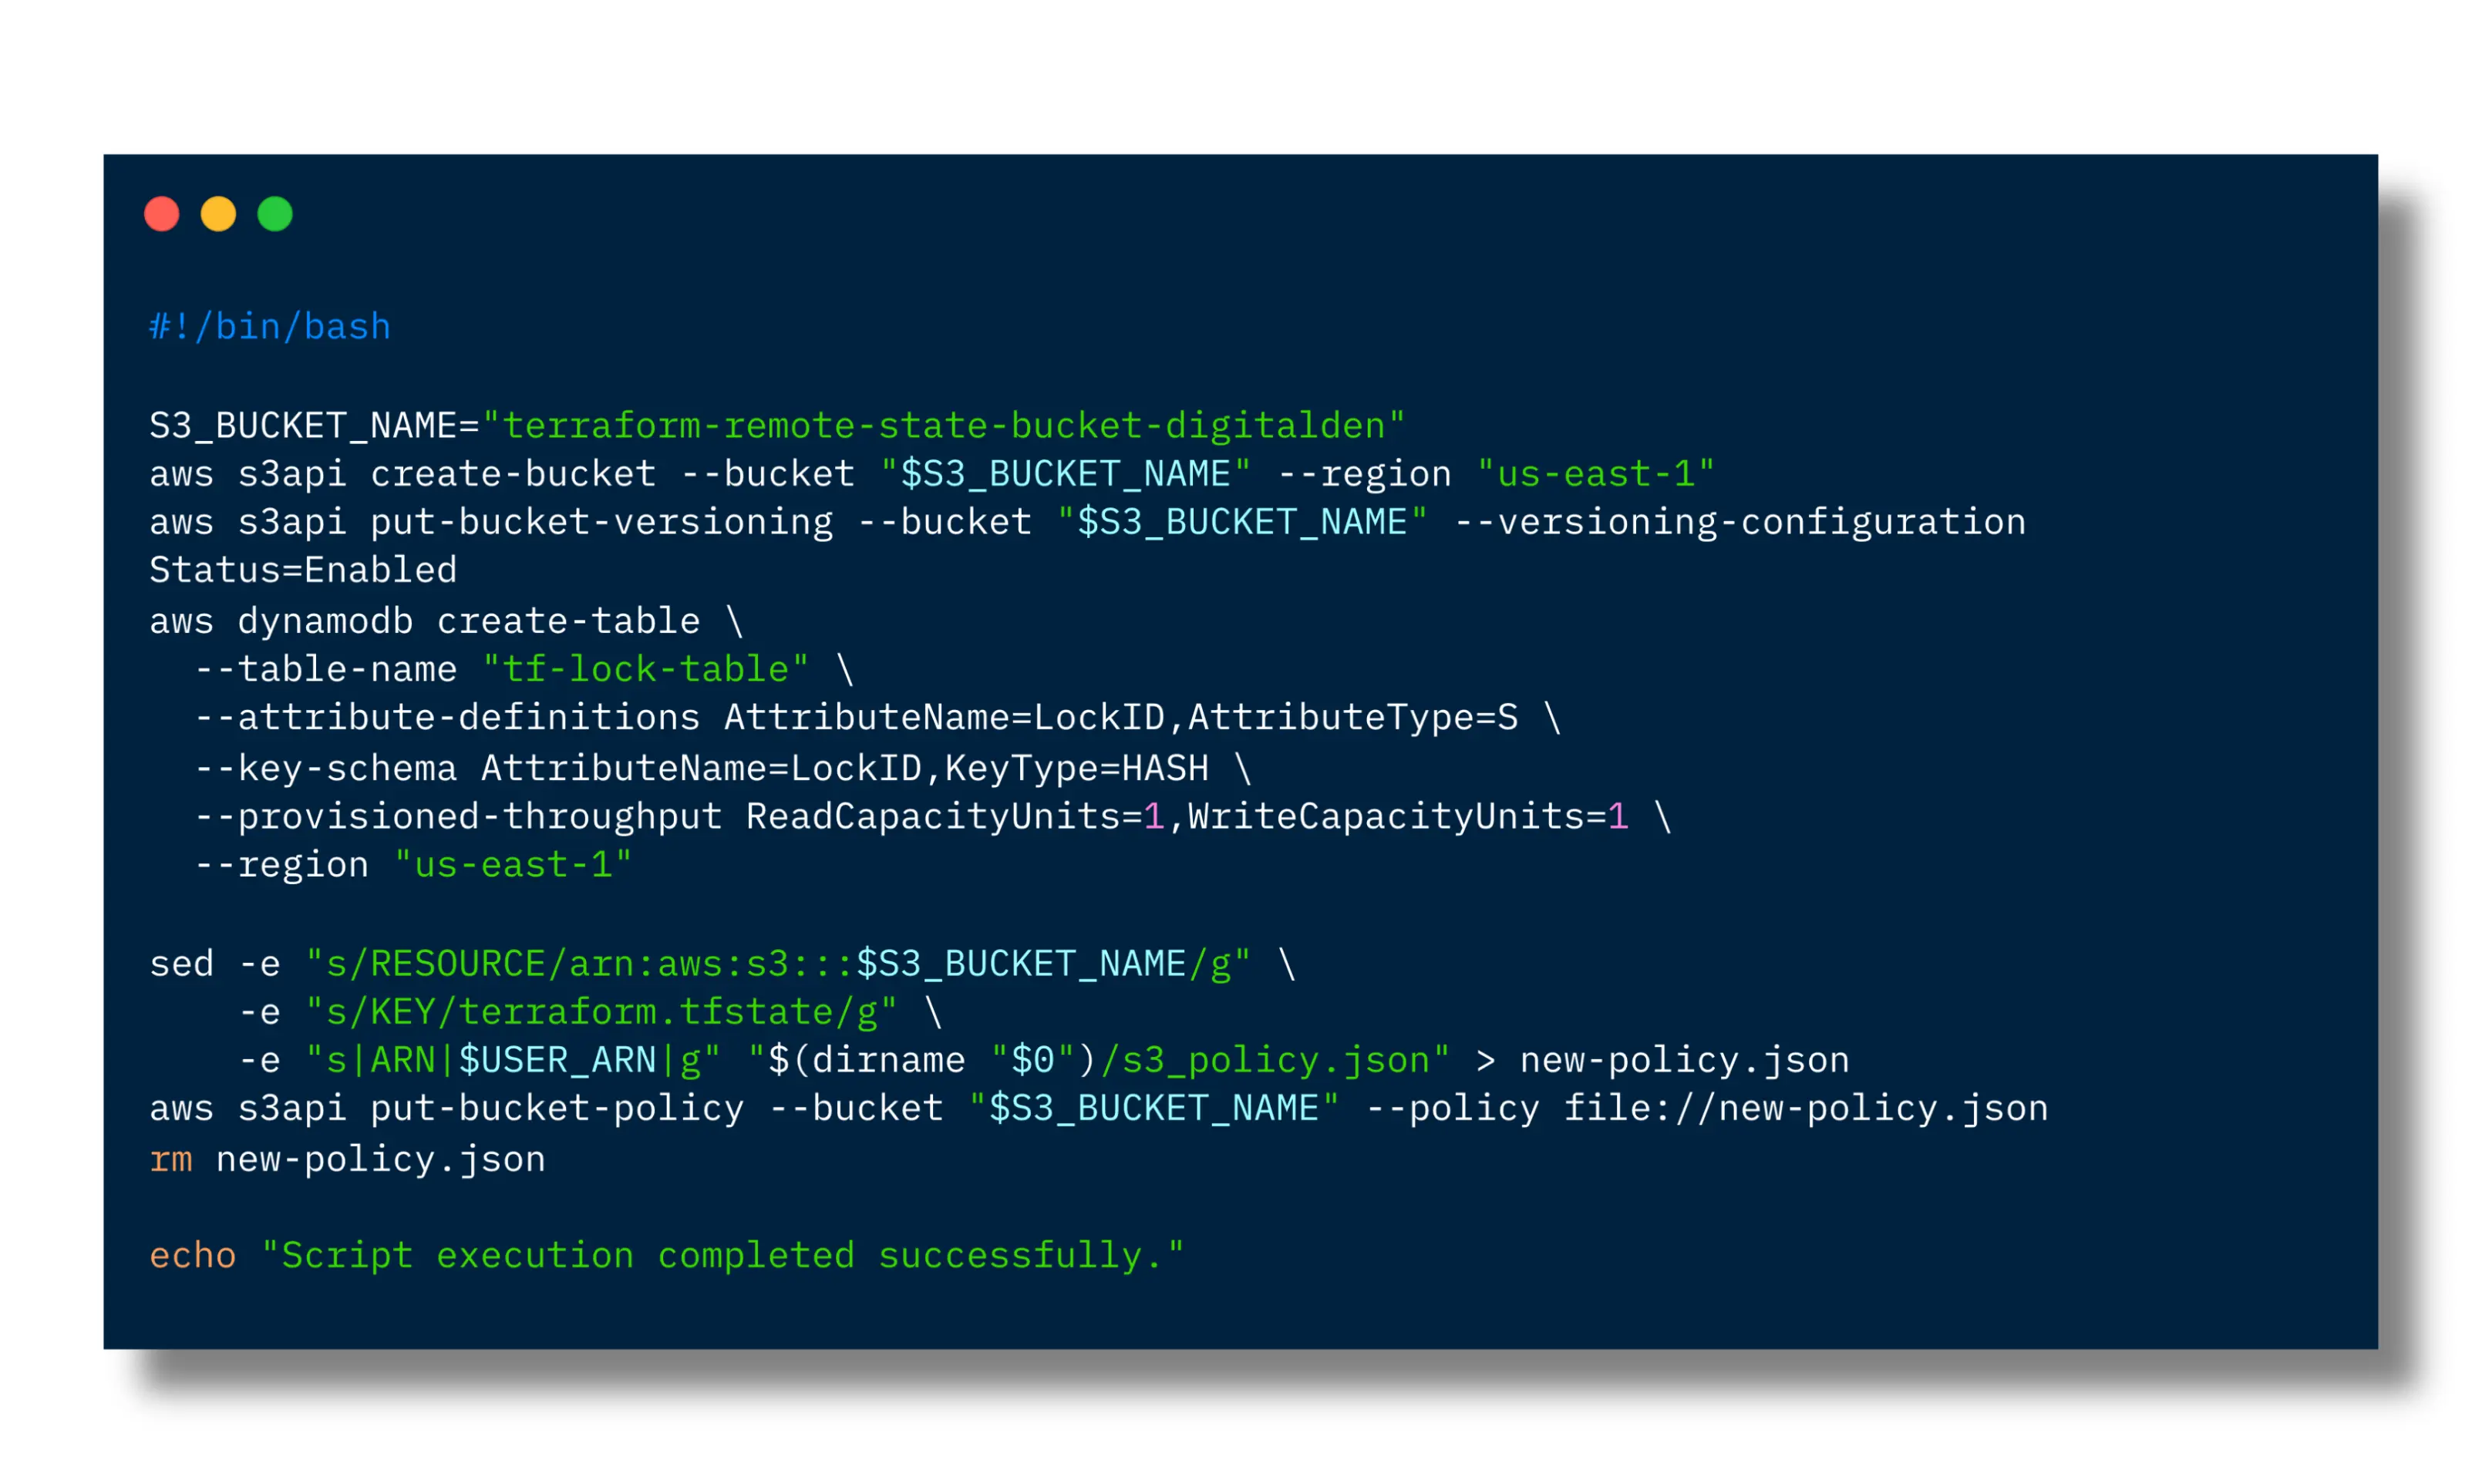 #!/bin/bash
S3_BUCKET_NAME="terraform-remote-state-bucket-digitalden"
aws s3api create-bucket --bucket "$S3_BUCKET_NAME" --region "us-east-1"
aws s3api put-bucket-versioning --bucket "$S3_BUCKET_NAME" --versioning-configuration
Status=Enabled
aws dynamodb create-table \
  --table-name "tf-lock-table" \
  --attribute-definitions AttributeName=LockID,AttributeType=S \
  --key-schema AttributeName=LockID,KeyType=HASH \
  --provisioned-throughput ReadCapacityUnits=1,WriteCapacityUnits=1 \
  --region "us-east-1"
sed -e "s/RESOURCE/arn:aws:s3:::$S3_BUCKET_NAME/g" \
    -e "s/KEY/terraform.tfstate/g" \
    -e "s|ARN|$USER_ARN|g" "$(dirname "$0")/s3_policy.json" > new-policy.json
aws s3api put-bucket-policy --bucket "$S3_BUCKET_NAME" --policy file://new-policy.json
rm new-policy.json
echo "Script execution completed successfully."